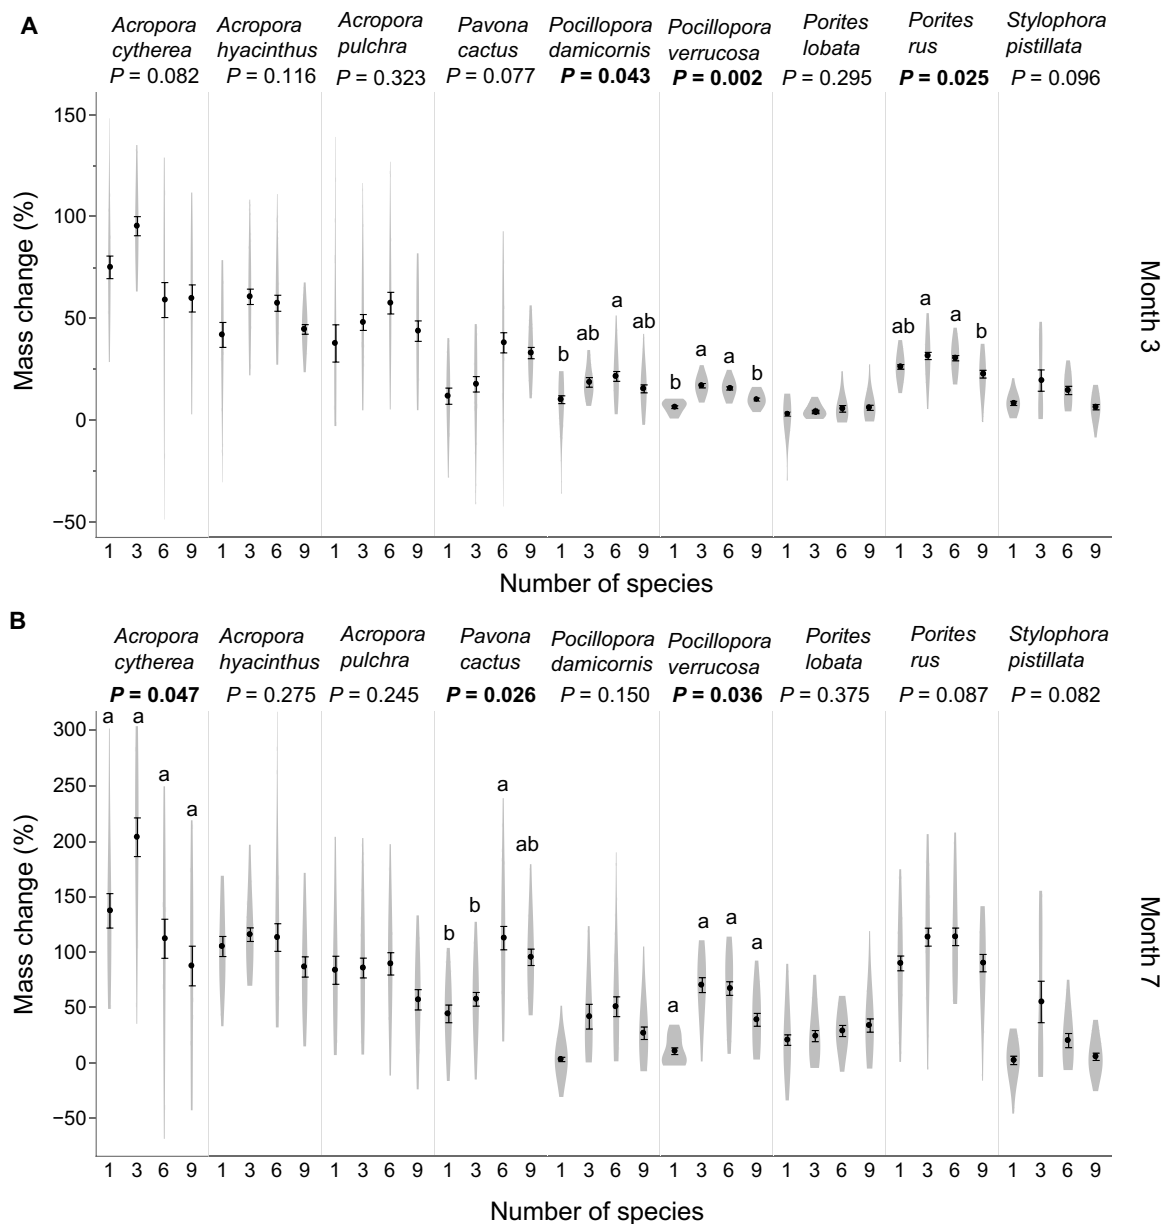 A
Acropora cytherea
Acropora hyacinthus
Acropora pulchra
Pavona cactus
Pocillopora damicornis
Pocillopora verrucosa
Porites lobata
Porites rus
Stylophora pistillata
P = 0.082 P = 0.116 P = 0.323 P = 0.077 P = 0.043 P = 0.002 P = 0.295 P = 0.025 P = 0.096
Mass change (%)
150
100
50
0
−50
b ab a ab
b a a b
ab a a b
1 3 6 9 1 3 6 9 1 3 6 9 1 3 6 9 1 3 6 9 1 3 6 9 1 3 6 9 1 3 6 9 1 3 6 9
Number of species
Month 3
B
Acropora cytherea
Acropora hyacinthus
Acropora pulchra
Pavona cactus
Pocillopora damicornis
Pocillopora verrucosa
Porites lobata
Porites rus
Stylophora pistillata
P = 0.047 P = 0.275 P = 0.245 P = 0.026 P = 0.150 P = 0.036 P = 0.375 P = 0.087 P = 0.082
Mass change (%)
300
250
200
150
100
50
0
−50
a a a a
b b a ab
a a a a
1 3 6 9 1 3 6 9 1 3 6 9 1 3 6 9 1 3 6 9 1 3 6 9 1 3 6 9 1 3 6 9 1 3 6 9
Number of species
Month 7